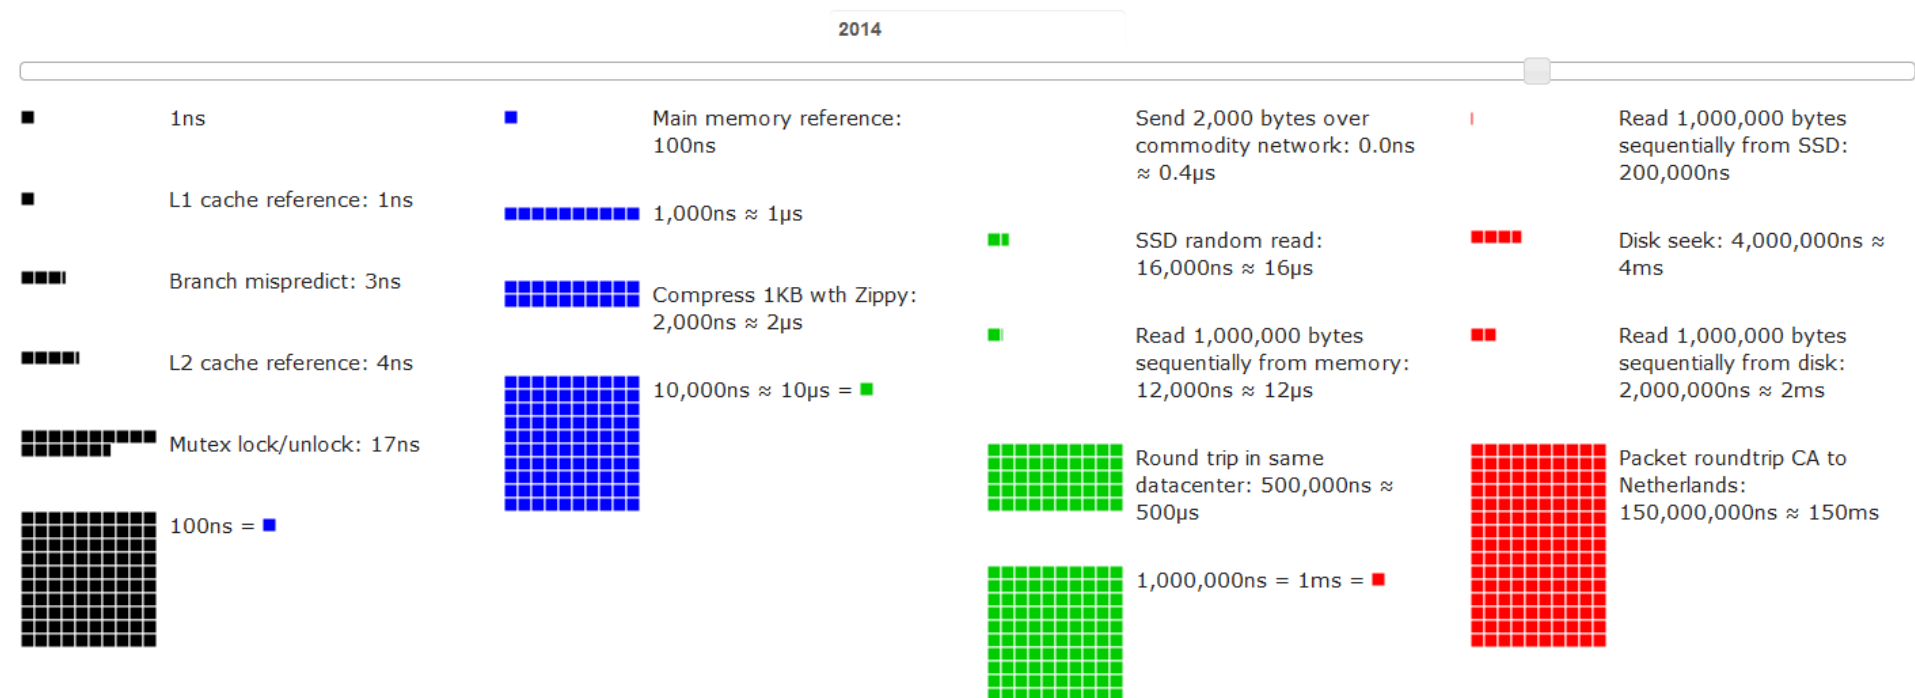 2014
1ns
L1 cache reference: 1ns
Branch mispredict: 3ns
L2 cache reference: 4ns
Mutex lock/unlock: 17ns
100ns =
Main memory reference:
100ns
1,000ns ≈ 1μs
Compress 1KB wth Zippy:
2,000ns ≈ 2μs
10,000ns ≈ 10μs =
Send 2,000 bytes over
commodity network: 0.0ns
≈ 0.4μs
SSD random read:
16,000ns ≈ 16μs
Read 1,000,000 bytes
sequentially from memory:
12,000ns ≈ 12μs
Round trip in same
datacenter: 500,000ns ≈
500μs
1,000,000ns = 1ms =
Read 1,000,000 bytes
sequentially from SSD:
200,000ns
Disk seek: 4,000,000ns ≈
4ms
Read 1,000,000 bytes
sequentially from disk:
2,000,000ns ≈ 2ms
Packet roundtrip CA to
Netherlands:
150,000,000ns ≈ 150ms